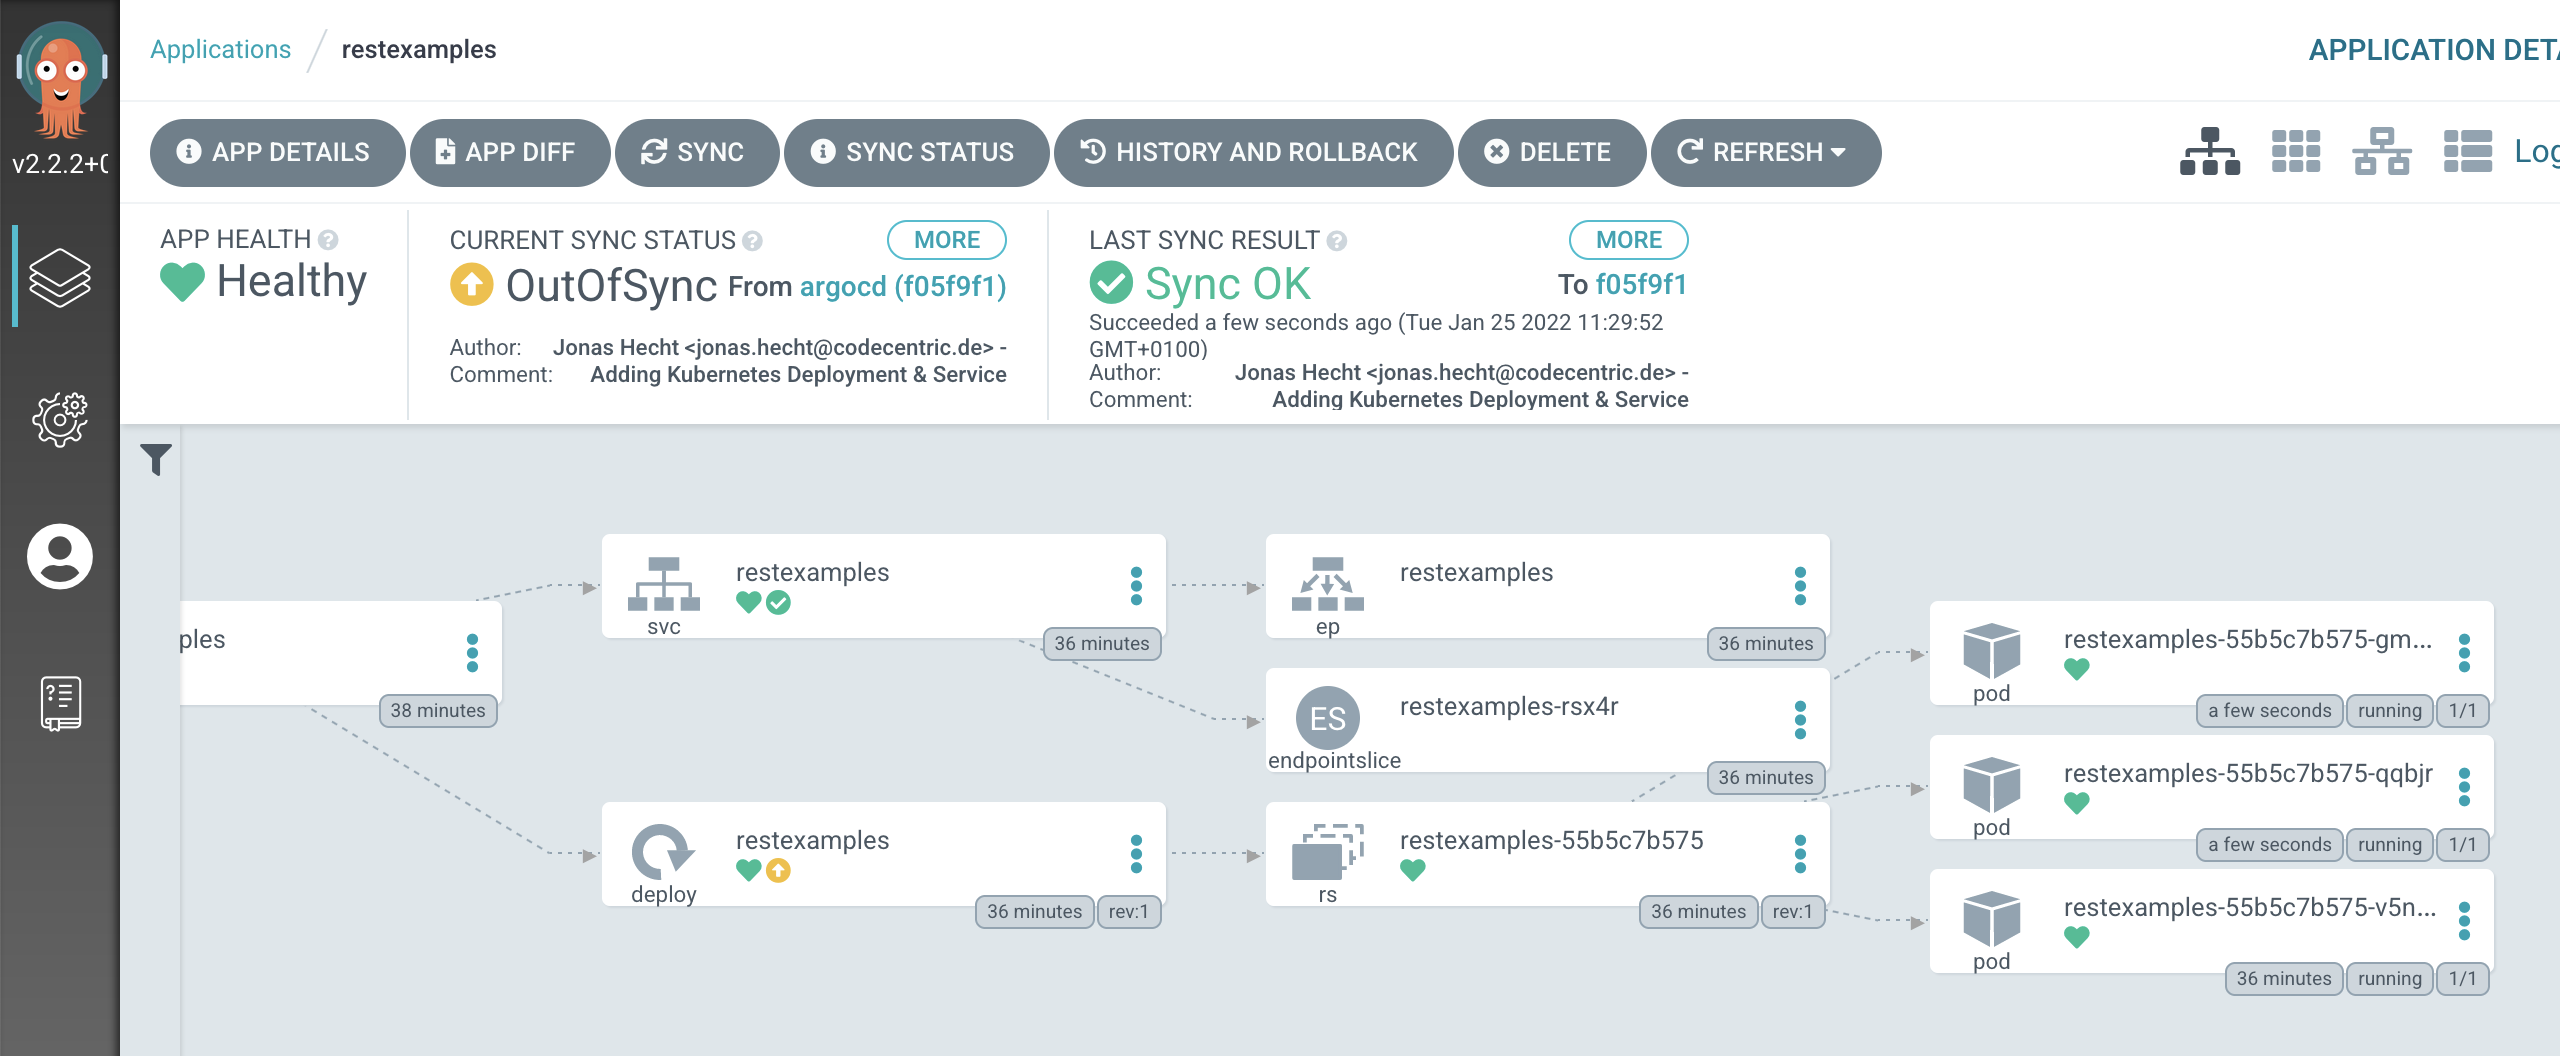 Applications / restexamples
APPLICATION DETA
v2.2.2+0
APP DETAILS
APP DIFF
SYNC
SYNC STATUS
HISTORY AND ROLLBACK
DELETE
REFRESH
Log
APP HEALTH
Healthy
CURRENT SYNC STATUS
MORE
OutOfSync From argocd (f05f9f1)
Author: Jonas Hecht <jonas.hecht@codecentric.de> -
Comment: Adding Kubernetes Deployment & Service
LAST SYNC RESULT
MORE
Sync OK To f05f9f1
Succeeded a few seconds ago (Tue Jan 25 2022 11:29:52
GMT+0100)
Author: Jonas Hecht <jonas.hecht@codecentric.de> -
Comment: Adding Kubernetes Deployment & Service
ples
38 minutes
restexamples
svc
36 minutes
restexamples
deploy
36 minutes
rev:1
restexamples
ep
36 minutes
ES
restexamples-rsx4r
endpointslice
36 minutes
restexamples-55b5c7b575
rs
36 minutes
rev:1
restexamples-55b5c7b575-gm...
pod
a few seconds
running
1/1
restexamples-55b5c7b575-qqbjr
pod
a few seconds
running
1/1
restexamples-55b5c7b575-v5n...
pod
36 minutes
running
1/1